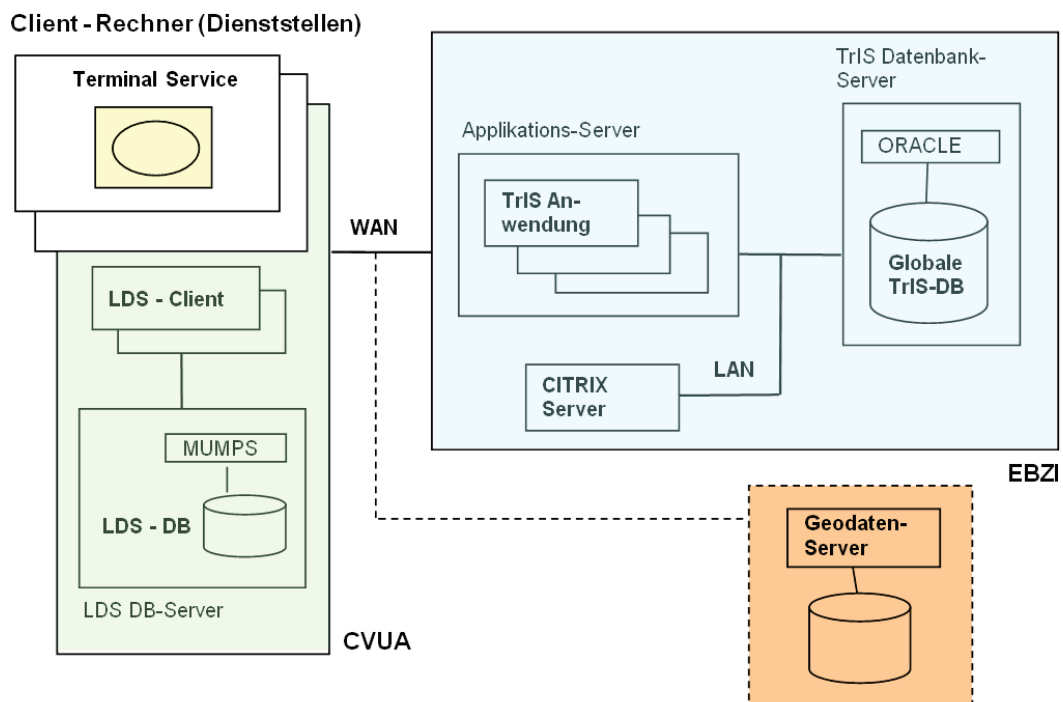 Client - Rechner (Dienststellen)
Terminal Service
WAN
LDS - Client
MUMPS
LDS - DB
LDS DB-Server
CVUA
TrIS Datenbank-
Server
Applikations-Server
ORACLE
TrIS An-
wendung
Globale
TrIS-DB
LAN
CITRIX
Server
EBZI
Geodaten-
Server